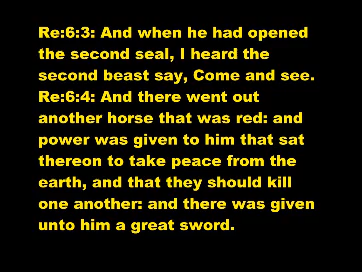 Re:6:3: And when he had opened
the second seal, I heard the
second beast say, Come and see.
Re:6:4: And there went out
another horse that was red: and
power was given to him that sat
thereon to take peace from the
earth, and that they should kill
one another: and there was given
unto him a great sword.